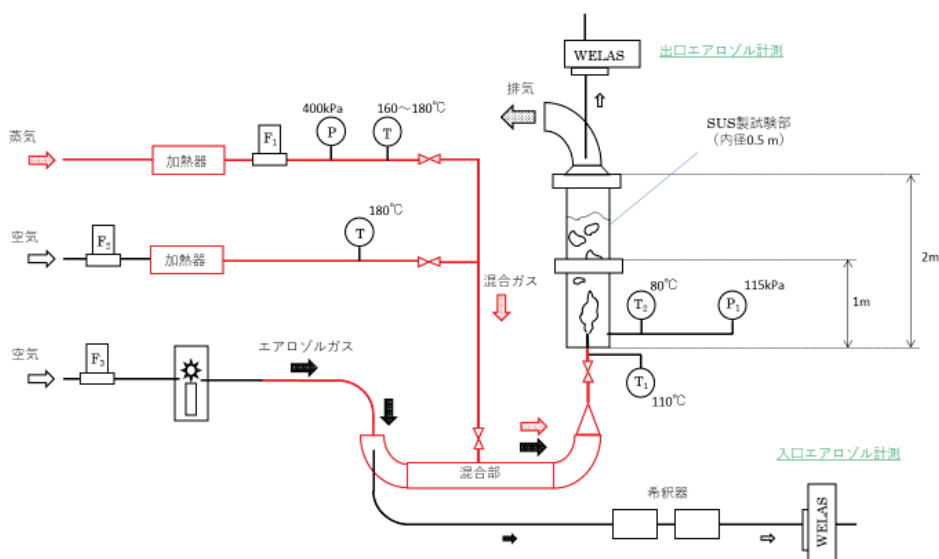 WELAS
出口エアロゾル計測
排気
400kPa
160～180℃
SUS製試験部
(内径0.5 m)
蒸気
加熱器
F1
P
T
180℃
空気
F2
加熱器
T
混合ガス
80℃
115kPa
T2
P1
2m
1m
空気
F3
エアロゾルガス
T1
110℃
混合部
入口エアロゾル計測
希釈器
WELAS